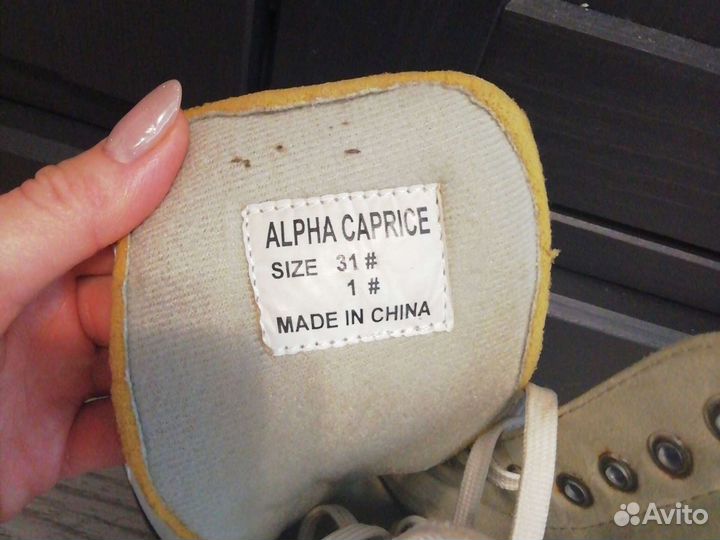 ALPHA CAPRICE
SIZE 31#
1#
MADE IN CHINA
Avito